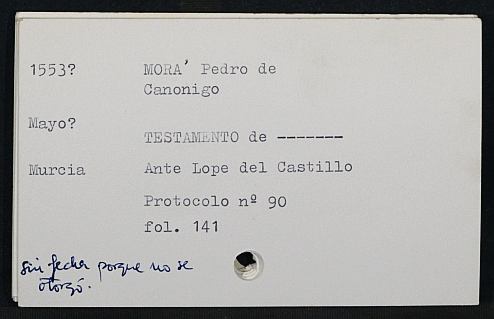 1553?
MORA' Pedro de
Canonigo
Mayo?
TESTAMENTO de -------
Murcia
Ante Lope del Castillo
Protocolo nº 90
fol. 141
sin fecha porque no se
otorgó.